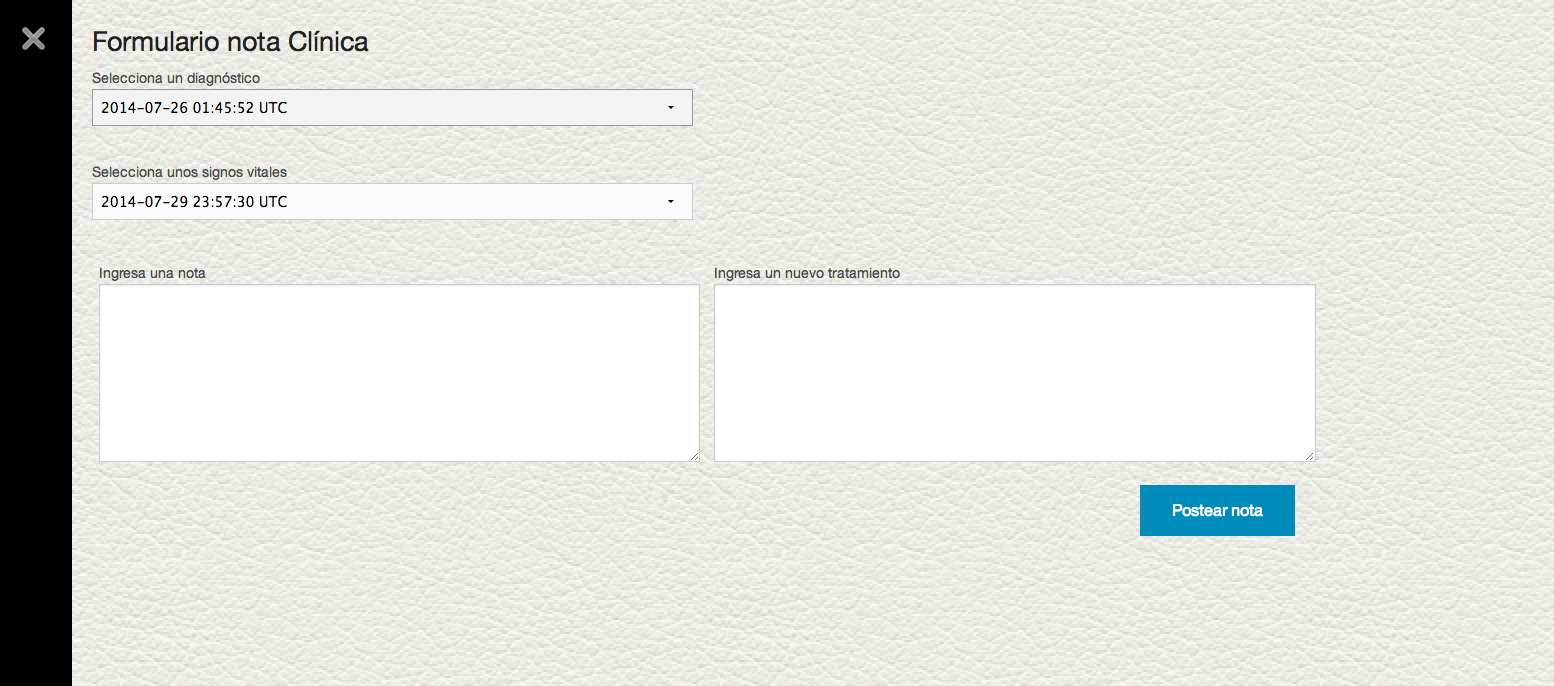 Formulario nota Clínica
Selecciona un diagnóstico
2014-07-26 01:45:52 UTC
Selecciona unos signos vitales
2014-07-29 23:57:30 UTC
Ingresa una nota
Ingresa un nuevo tratamiento
Postear nota